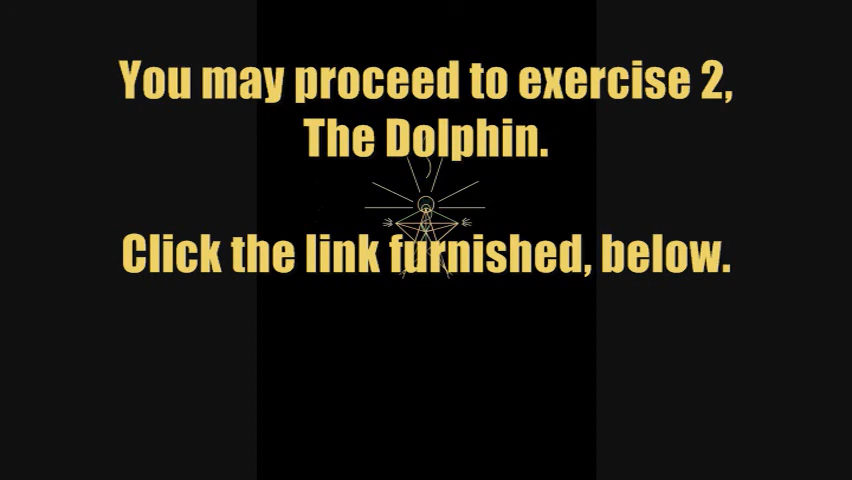 You may proceed to exercise 2,
The Dolphin.
Click the link furnished, below.